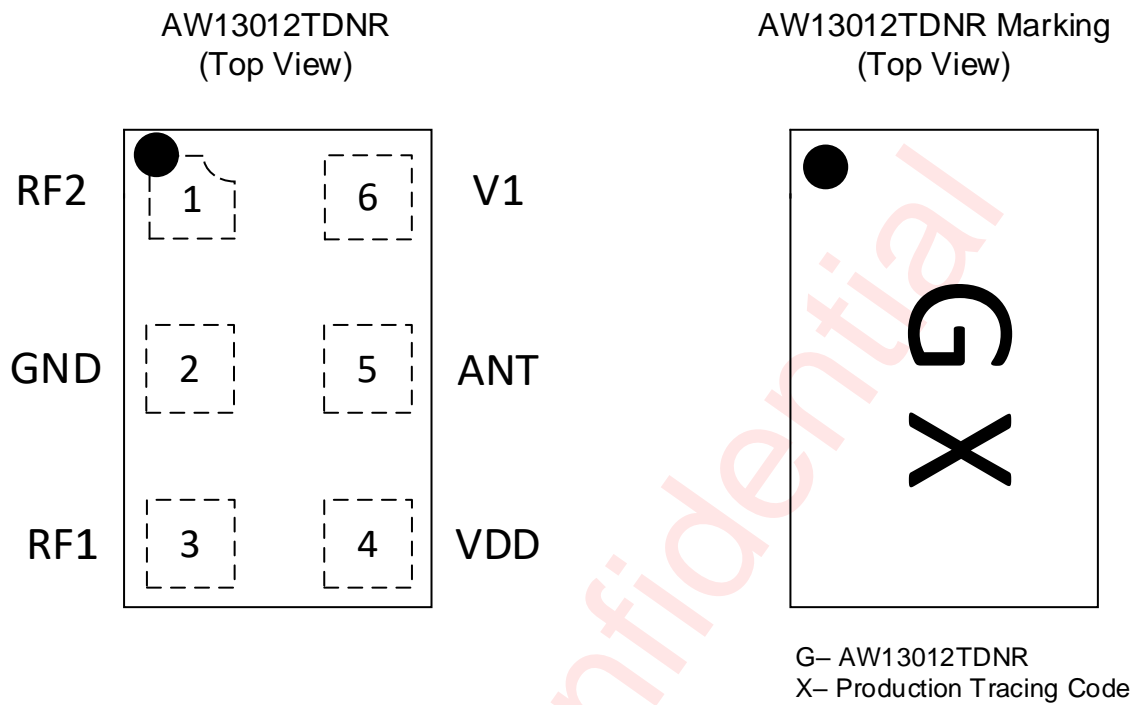 AW13012TDNR
(Top View)
AW13012TDNR Marking
(Top View)
RF2 1 6 V1
GND 2 5 ANT
RF1 3 4 VDD
G X
G– AW13012TDNR
X– Production Tracing Code
nfidential